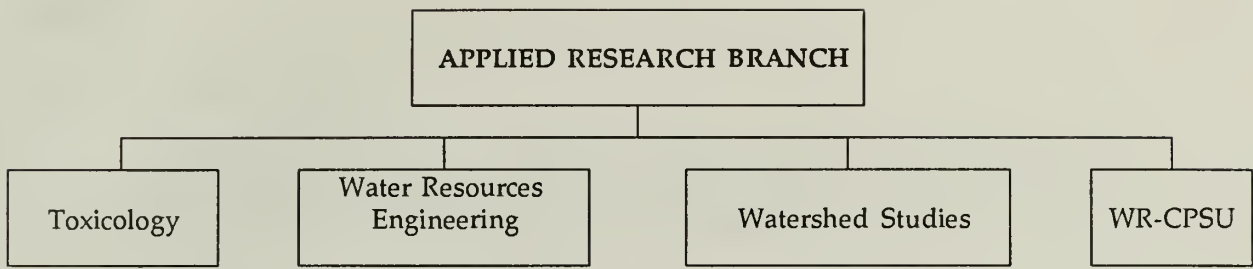 APPLIED RESEARCH BRANCH
Toxicology
Water Resources
Engineering
Watershed Studies
WR-CPSU